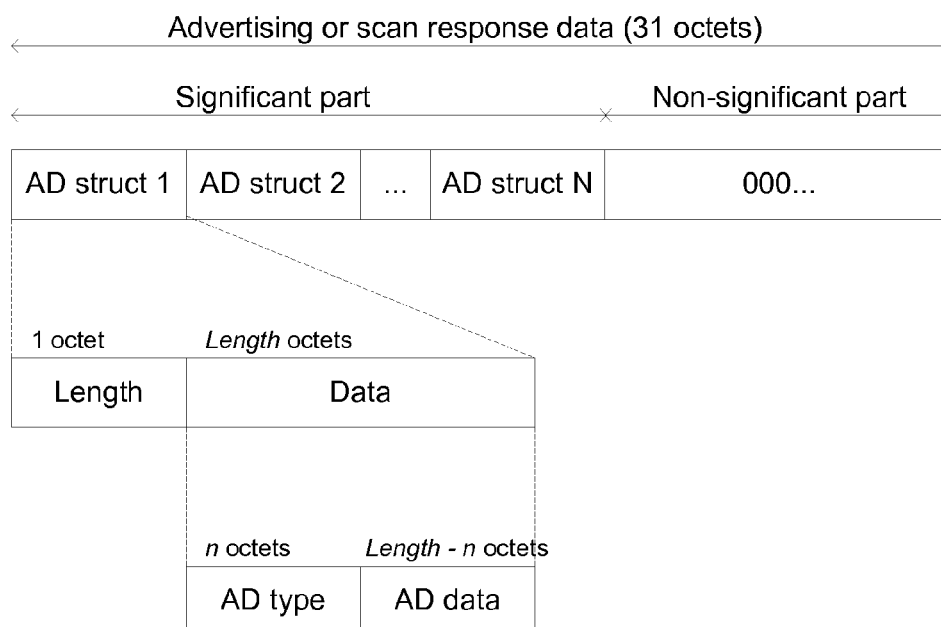 Advertising or scan response data (31 octets)
Significant part Non-significant part
AD struct 1 AD struct 2 ... AD struct N 000...
1 octet Length octets
Length Data
n octets Length - n octets
AD type AD data